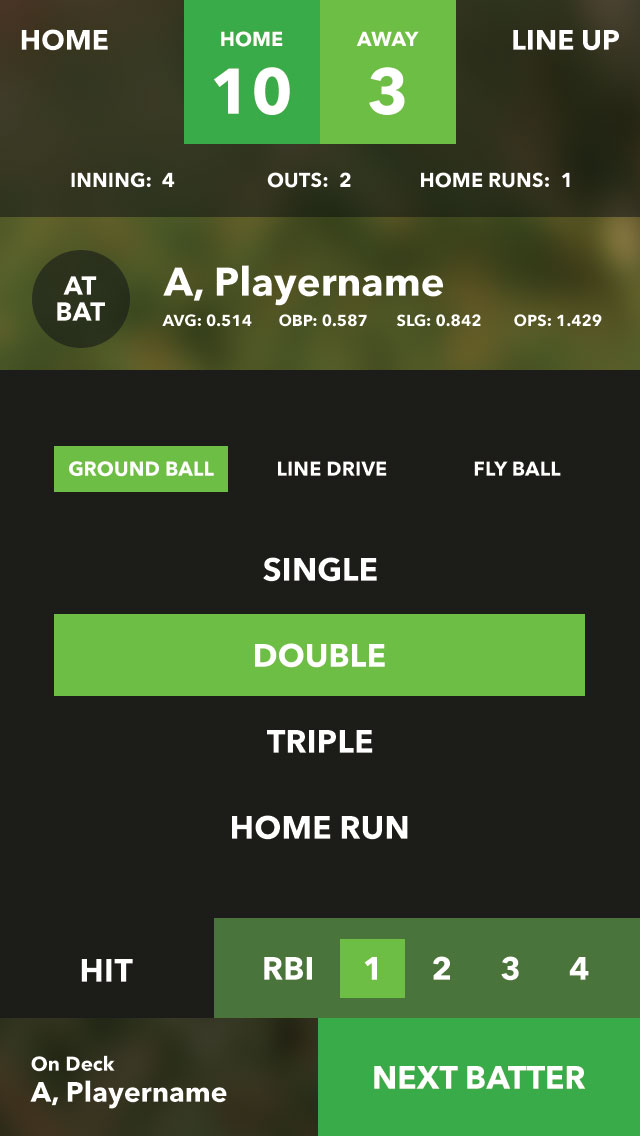 HOME
HOME
AWAY
LINE UP
10
3
INNING: 4
OUTS: 2
HOME RUNS: 1
AT
BAT
A, Playername
AVG: 0.514 OBP: 0.587 SLG: 0.842 OPS: 1.429
GROUND BALL
LINE DRIVE
FLY BALL
SINGLE
DOUBLE
TRIPLE
HOME RUN
HIT
RBI 1 2 3 4
On Deck
A, Playername
NEXT BATTER